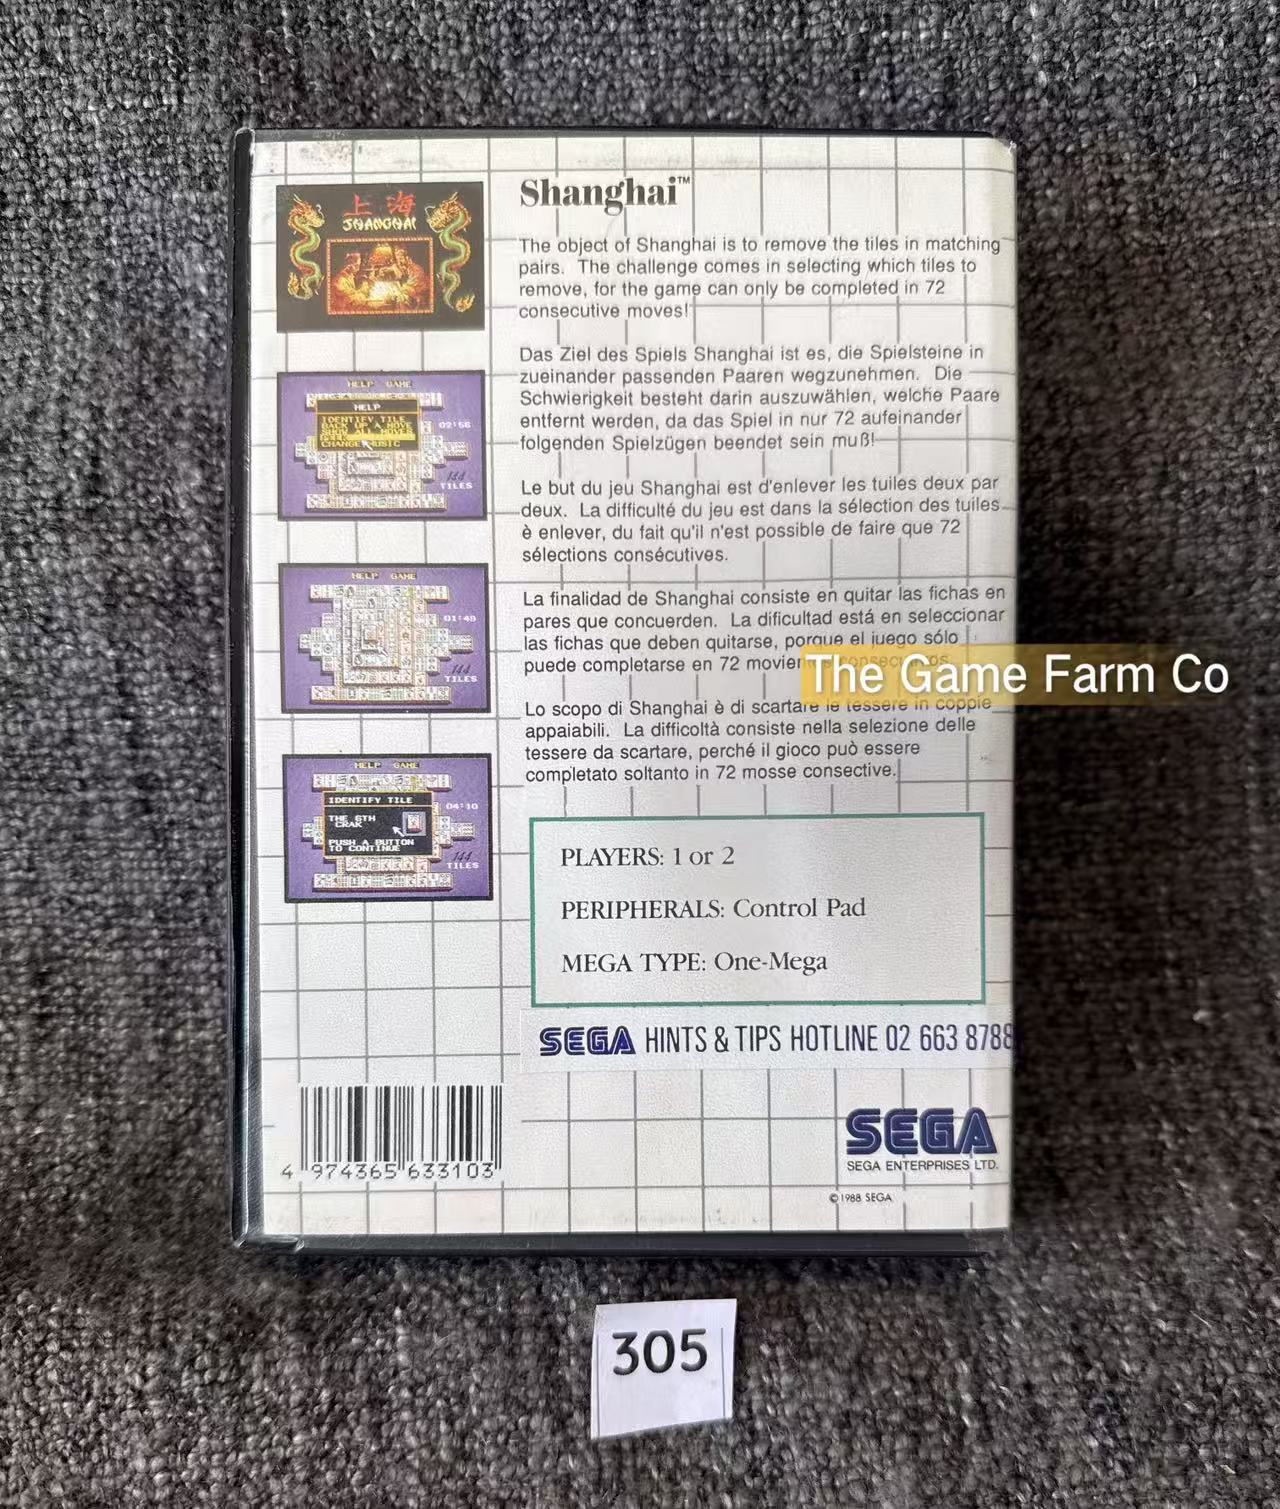 上海
SHANGHAI
HELP GAME
HELP
IDENTIFY TILE
BACK UP A MOVE
SHOW ALL MOVES
CHANGE MUSIC
02:56
144
TILES
HELP GAME
01:49
144
TILES
HELP GAME
IDENTIFY TILE
THE 6TH
CRAK
PUSH A BUTTON
TO CONTINUE
04:10
144
TILES
Shanghai™
The object of Shanghai is to remove the tiles in matching
pairs. The challenge comes in selecting which tiles to
remove, for the game can only be completed in 72
consecutive moves!
Das Ziel des Spiels Shanghai ist es, die Spielsteine in
zueinander passenden Paaren wegzunehmen. Die
Schwierigkeit besteht darin auszuwählen, welche Paare
entfernt werden, da das Spiel in nur 72 aufeinander
folgenden Spielzügen beendet sein muß!
Le but du jeu Shanghai est d'enlever les tuiles deux par
deux. La difficulté du jeu est dans la sélection des tuiles
è enlever, du fait qu'il n'est possible de faire que 72
sélections consécutives.
La finalidad de Shanghai consiste en quitar las fichas en
pares que concuerden. La dificultad está en seleccionar
las fichas que deben quitarse, porque el juego sólo
puede completarse en 72
The Game Farm Co
Lo scopo di Shanghai è di scartare le tessere in coppie
appaiabili. La difficoltà consiste nella selezione delle
tessere da scartare, perché il gioco può essere
completato soltanto in 72 mosse consective.
PLAYERS: 1 or 2
PERIPHERALS: Control Pad
MEGA TYPE: One-Mega
SEGA HINTS & TIPS HOTLINE 02 663 8788
4 974365 633103
SEGA
SEGA ENTERPRISES LTD.
© 1988 SEGA
305